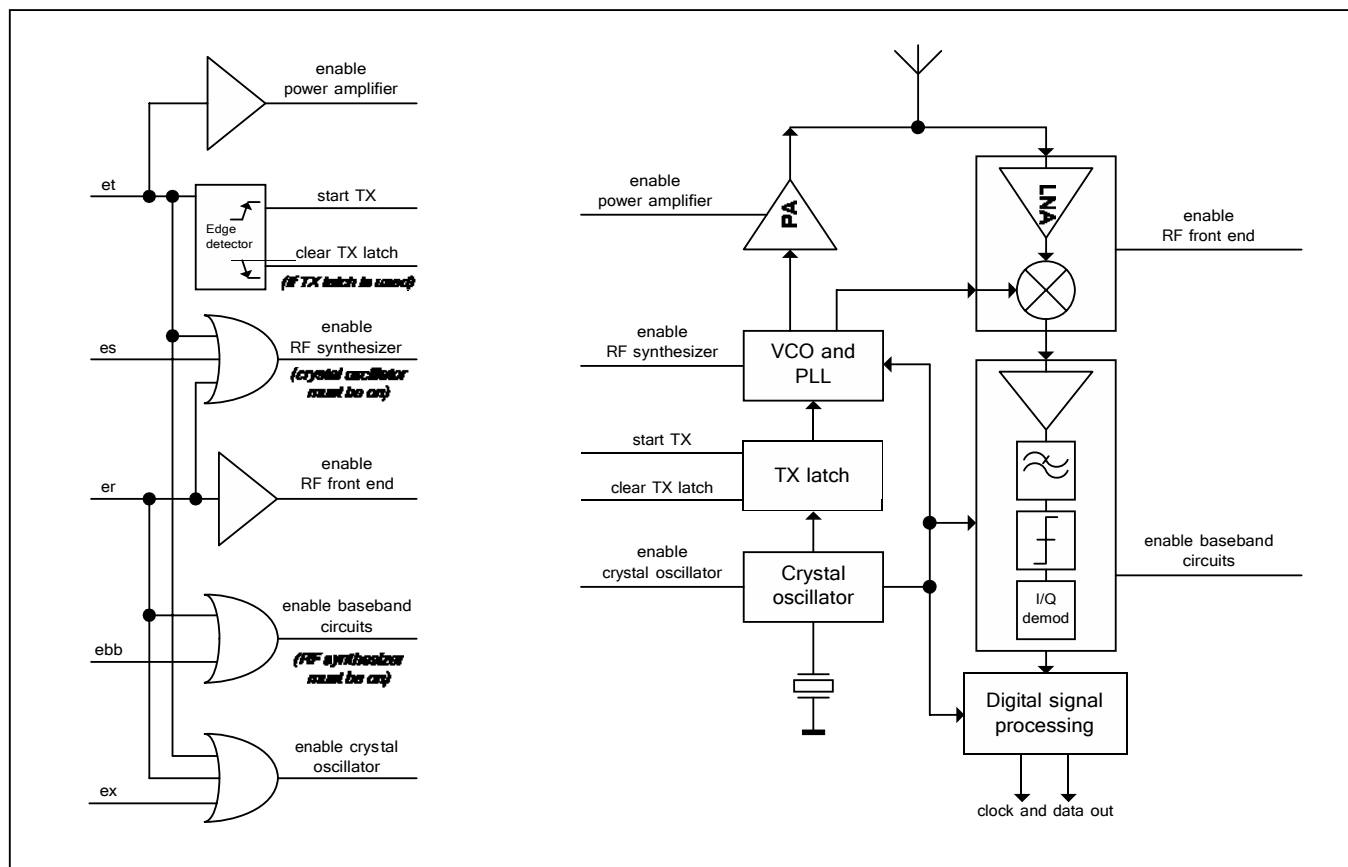 enable
power amplifier
et
start TX
Edge
detector
clear TX latch
(if TX latch is used)
es
enable
RF synthesizer
(crystal oscillator
must be on)
er
enable
RF front end
enable baseband
circuits
ebb
(RF synthesizer
must be on)
enable crystal
oscillator
ex
enable
power amplifier
PA
LNA
enable
RF front end
enable
RF synthesizer
VCO and
PLL
start TX
TX latch
clear TX latch
enable
crystal oscillator
Crystal
oscillator
I/Q
demod
enable baseband
circuits
Digital signal
processing
clock and data out